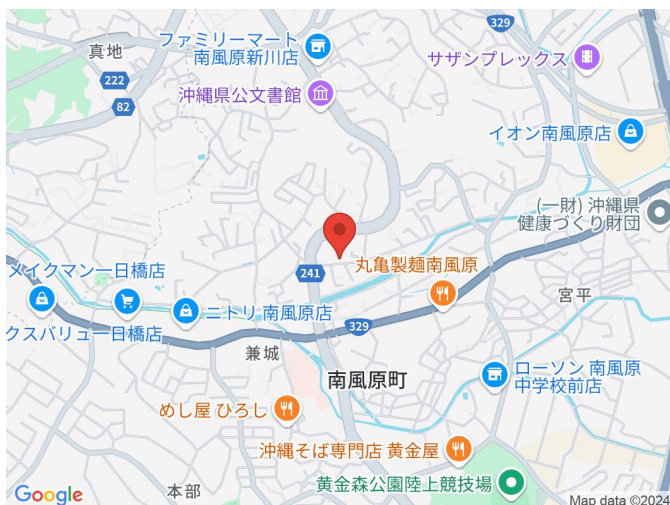 329
ファミリーマート
南風原新川店
真地
サザンプレックス
222
82
沖縄県公文書館
イオン南風原店
(一財) 沖縄県
健康づくり財団
241
丸亀製麺南風原
メイクマン一日橋店
宮平
ニトリ 南風原店
クスバリュ一日橋店
329
兼城
南風原町
ローソン 南風原
中学校前店
めし屋 ひろし
沖縄そば専門店 黄金屋
黄金森公園陸上競技場
本部
Google
Map data ©2024